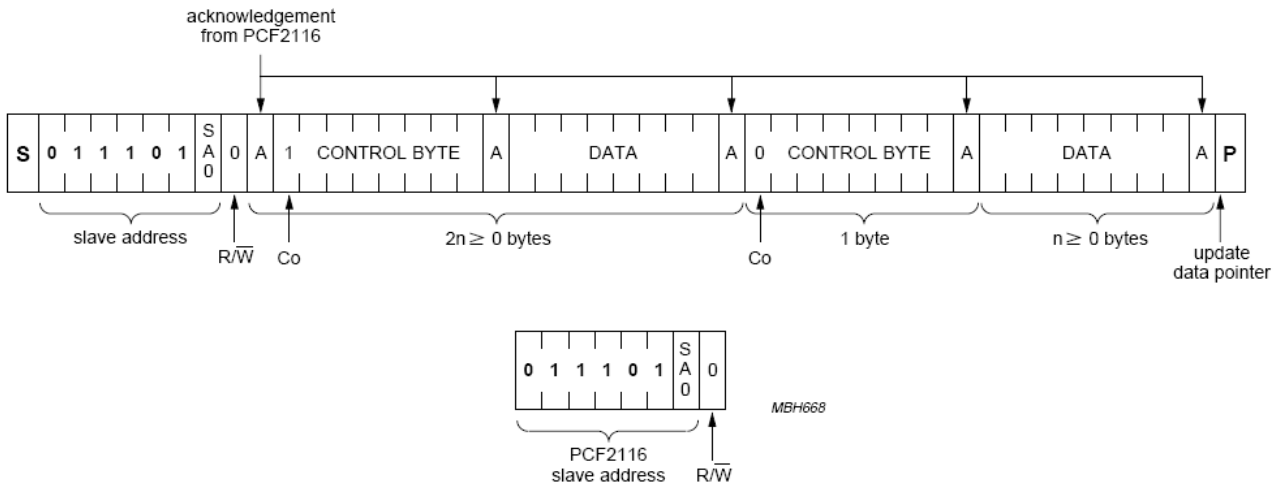 acknowledgement
from PCF2116
S 0 1 1 1 0 1 SA0 0 A 1 CONTROL BYTE A DATA A 0 CONTROL BYTE A DATA A P
slave address
R/W̅
Co
2n ≥ 0 bytes
Co
1 byte
n ≥ 0 bytes
update
data pointer
0 1 1 1 0 1 SA0 0
MBH668
PCF2116
slave address
R/W̅